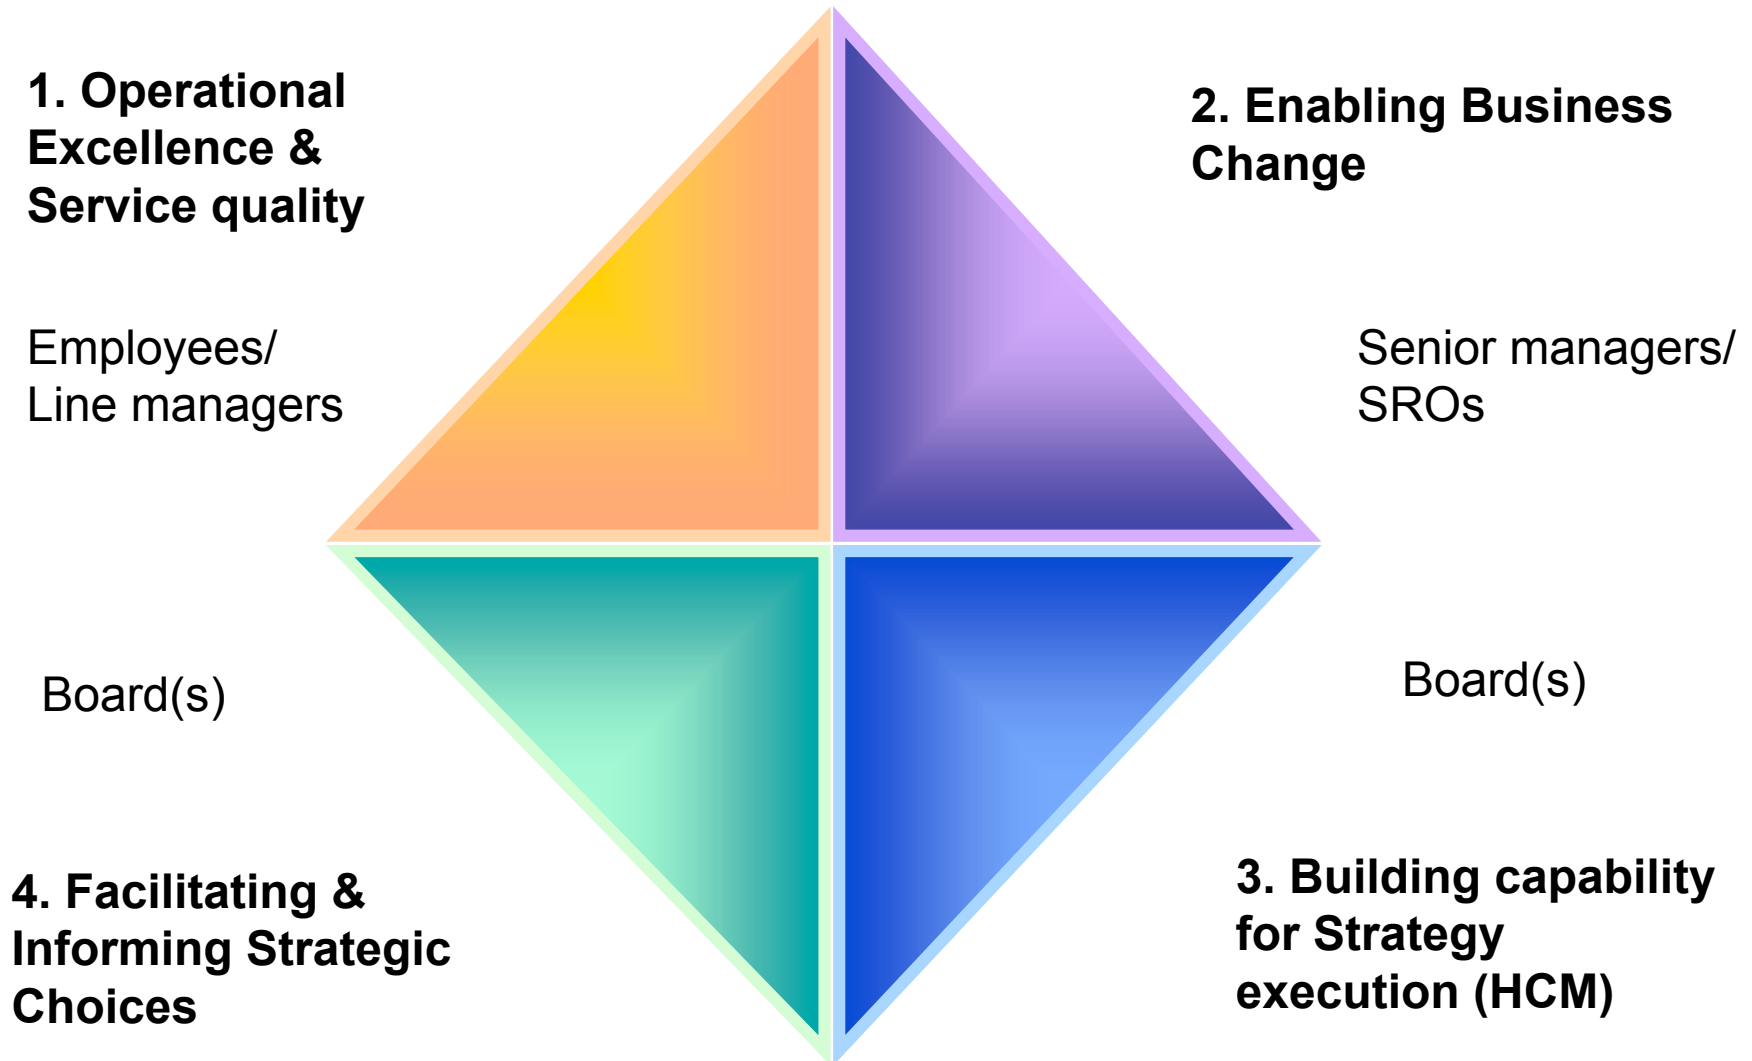 1. Operational
Excellence &
Service quality
Employees/
Line managers
2. Enabling Business
Change
Senior managers/
SROs
Board(s)
3. Building capability
for Strategy
execution (HCM)
Board(s)
4. Facilitating &
Informing Strategic
Choices